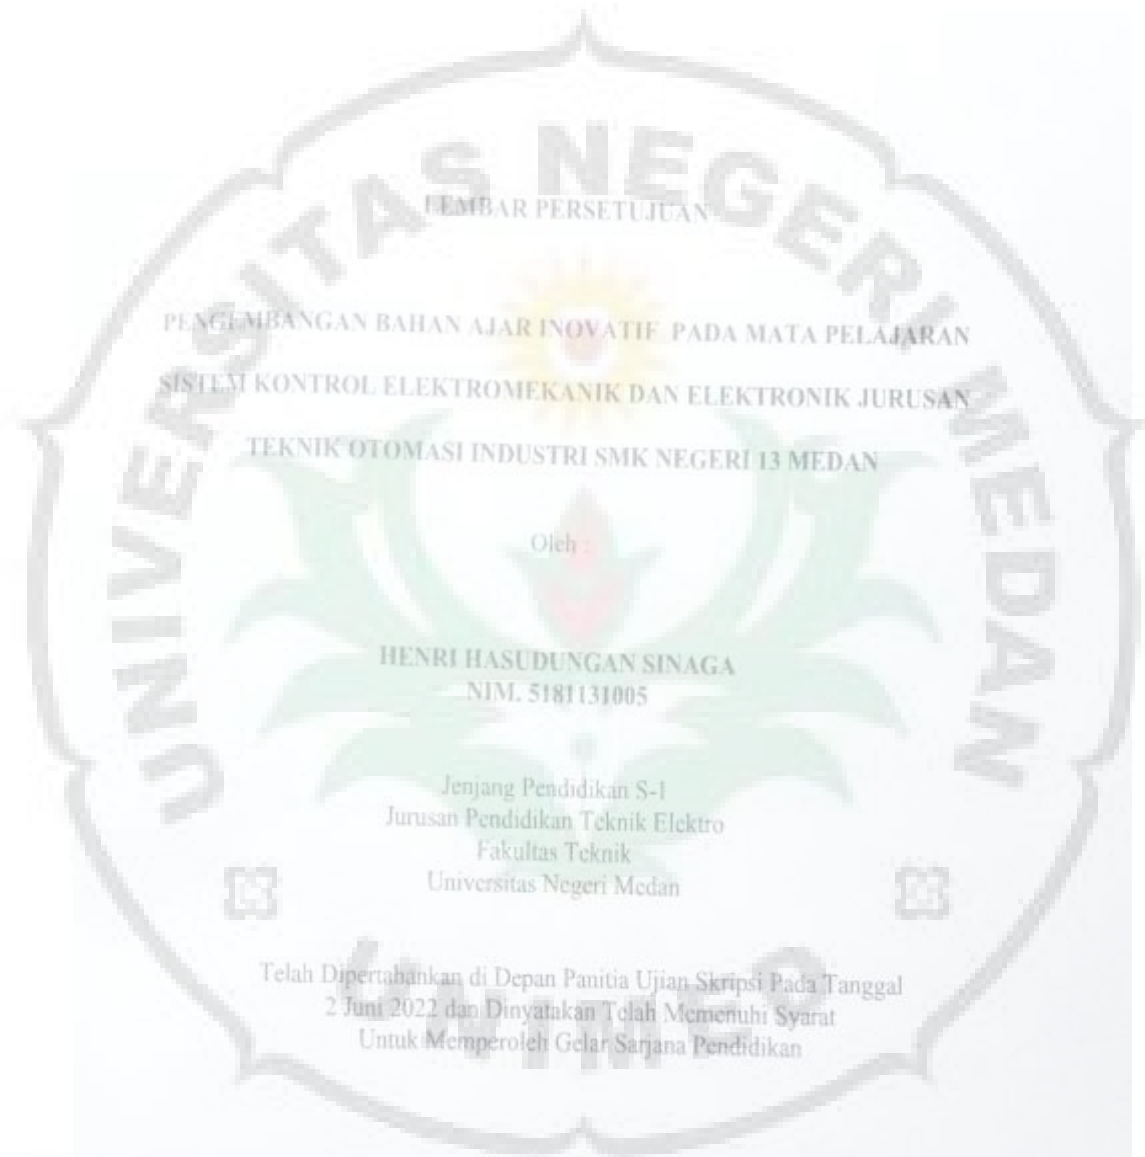 UNIVERSITAS NEGERI MEDAN
LEMBAR PERSETUJUAN
PENGEMBANGAN BAHAN AJAR INOVATIF PADA MATA PELAJARAN
SISTEM KONTROL ELEKTROMEKANIK DAN ELEKTRONIK JURUSAN
TEKNIK OTOMASI INDUSTRI SMK NEGERI 13 MEDAN
Oleh :
HENRI HASUDUNGAN SINAGA
NIM. 5181131005
Jenjang Pendidikan S-1
Jurusan Pendidikan Teknik Elektro
Fakultas Teknik
Universitas Negeri Medan
Telah Dipertahankan di Depan Panitia Ujian Skripsi Pada Tanggal
2 Juni 2022 dan Dinyatakan Telah Memenuhi Syarat
Untuk Memperoleh Gelar Sarjana Pendidikan
UNIMED